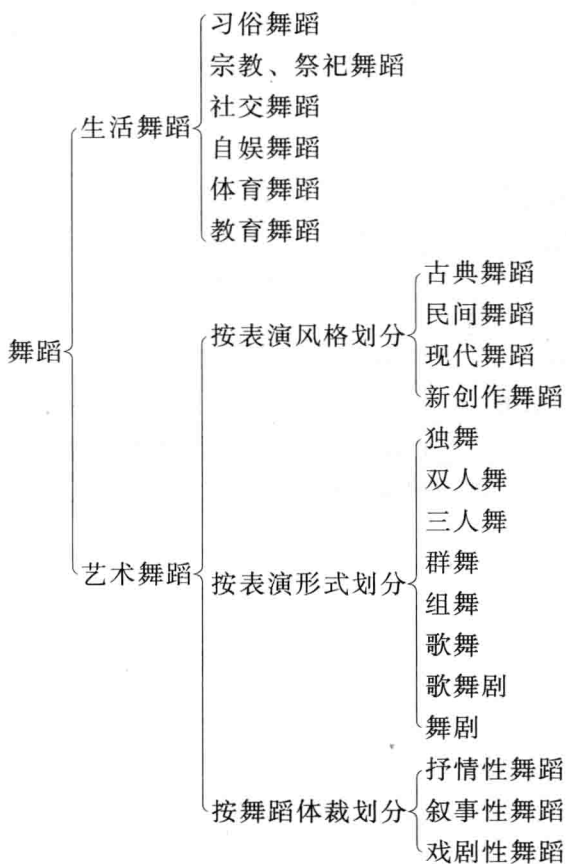 舞蹈
生活舞蹈
习俗舞蹈
宗教、祭祀舞蹈
社交舞蹈
自娱舞蹈
体育舞蹈
教育舞蹈
艺术舞蹈
按表演风格划分
古典舞蹈
民间舞蹈
现代舞蹈
新创作舞蹈
按表演形式划分
独舞
双人舞
三人舞
群舞
组舞
歌舞
歌舞剧
舞剧
按舞蹈体裁划分
抒情性舞蹈
叙事性舞蹈
戏剧性舞蹈